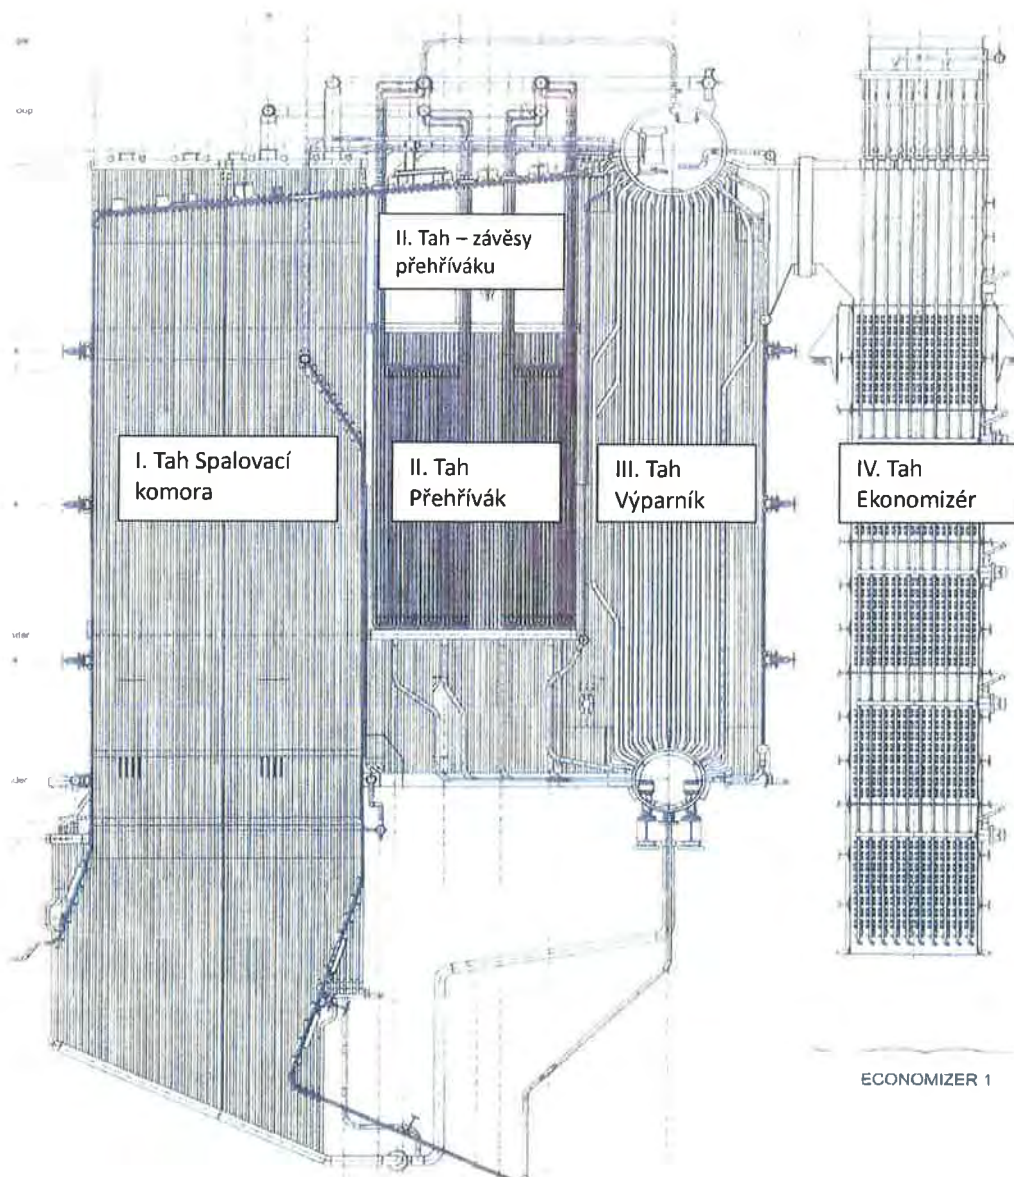 II. Tah – závěsy
přehříváku
I. Tah Spalovací
komora
II. Tah
Přehřívák
III. Tah
Výparník
IV. Tah
Ekonomizér
ECONOMIZER 1